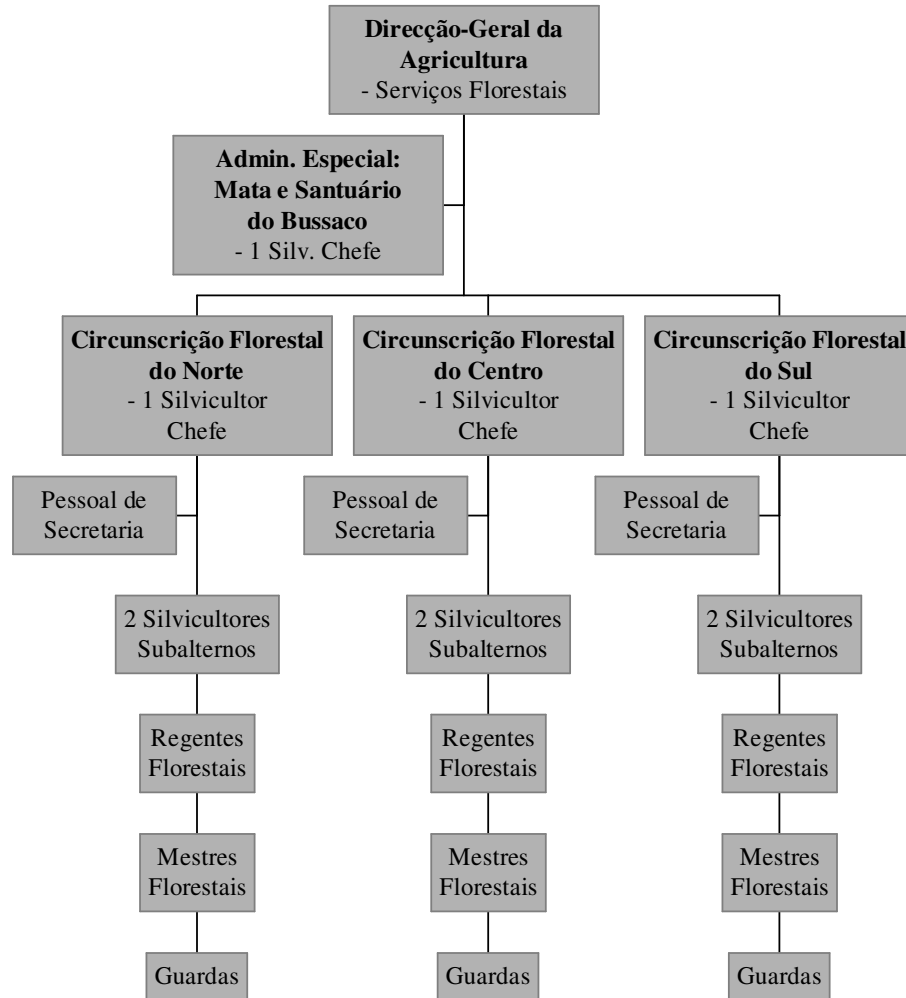 Direcção-Geral da
Agricultura
- Serviços Florestais
Admin. Especial:
Mata e Santuário
do Bussaco
- 1 Silv. Chefe
Circunscrição Florestal
do Norte
- 1 Silvicultor
Chefe
Circunscrição Florestal
do Centro
- 1 Silvicultor
Chefe
Circunscrição Florestal
do Sul
- 1 Silvicultor
Chefe
Pessoal de
Secretaria
Pessoal de
Secretaria
Pessoal de
Secretaria
2 Silvicultores
Subalternos
2 Silvicultores
Subalternos
2 Silvicultores
Subalternos
Regentes
Florestais
Regentes
Florestais
Regentes
Florestais
Mestres
Florestais
Mestres
Florestais
Mestres
Florestais
Guardas
Guardas
Guardas